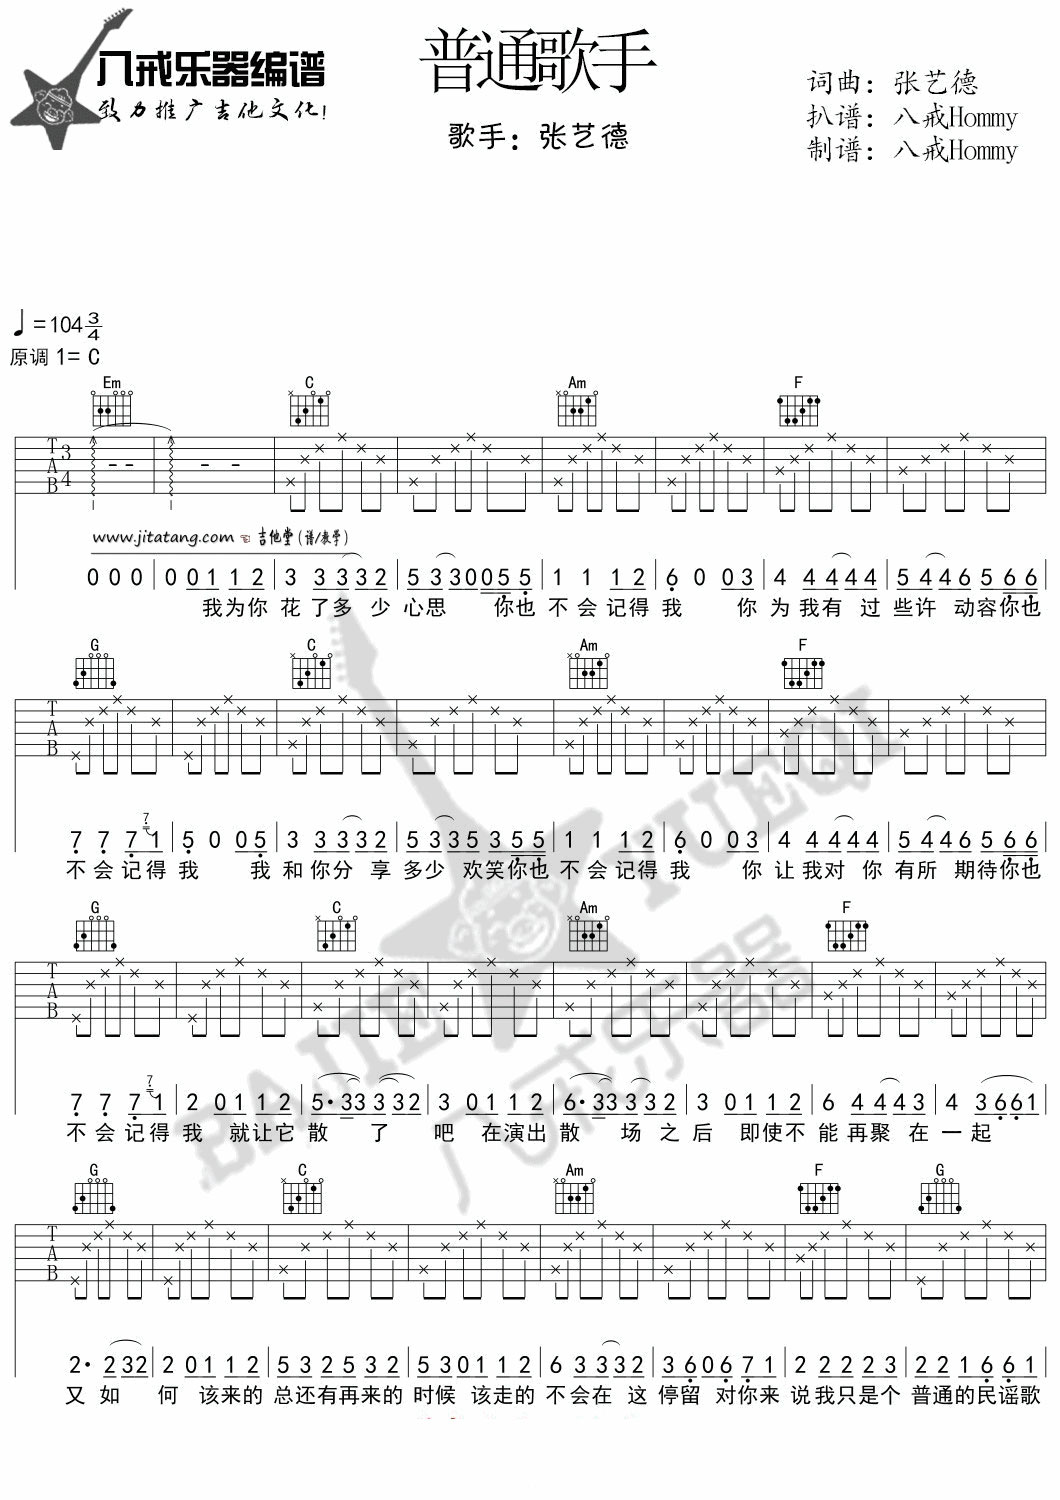 八戒乐器编谱
致力推广吉他文化!
普通歌手
歌手：张艺德
词曲：张艺德
扒谱：八戒Hommy
制谱：八戒Hommy
♩=104 3/4
原调 1= C
Em C Am F
T A B 3 4
www.jitatang.com ☜ 吉他堂(谱/教学)
0 0 0 | 0 0 1 1 2 | 3 3 3 3 2 | 5 3 3 0 0 5 5 | 1 1 1 2 | 6 0 0 3 | 4 4 4 4 4 | 5 4 4 6 5 6 6
我为你 花了多 少 心思 你也 不会记得 我 你 为我有 过 些许 动容你也
G C Am F
T A B
7
7 7 7 1 | 5 0 0 5 | 3 3 3 3 2 | 5 3 3 5 3 5 5 | 1 1 1 2 | 6 0 0 3 | 4 4 4 4 4 | 5 4 4 6 5 6 6
不会记得 我 我 和你分 享 多少 欢笑你也 不会记得 我 你 让我对 你 有所 期待你也
G C Am F
T A B
7
7 7 7 1 | 2 0 1 1 2 | 5·3 3 3 3 2 | 3 0 1 1 2 | 6·3 3 3 3 2 | 3 0 1 1 2 | 6 4 4 4 3 | 4 3 6 6 1
不会记得 我 就让它 散 了 吧 在演出 散 场 之后 即使不 能再聚 在 一起
G C Am F G
T A B
2· 2 3 2 | 2 0 1 1 2 | 5 3 2 5 3 2 | 5 3 0 1 1 2 | 6 3 3 3 2 | 3 6 0 6 7 1 | 2 2 2 2 2 | 2 2 1 6 6 1
又 如 何 该来的 总还有再来的 时候 该走的 不会在 这 停留 对你来 说我只是个 普通的民谣歌
BAJIE YUEQI
八戒乐器